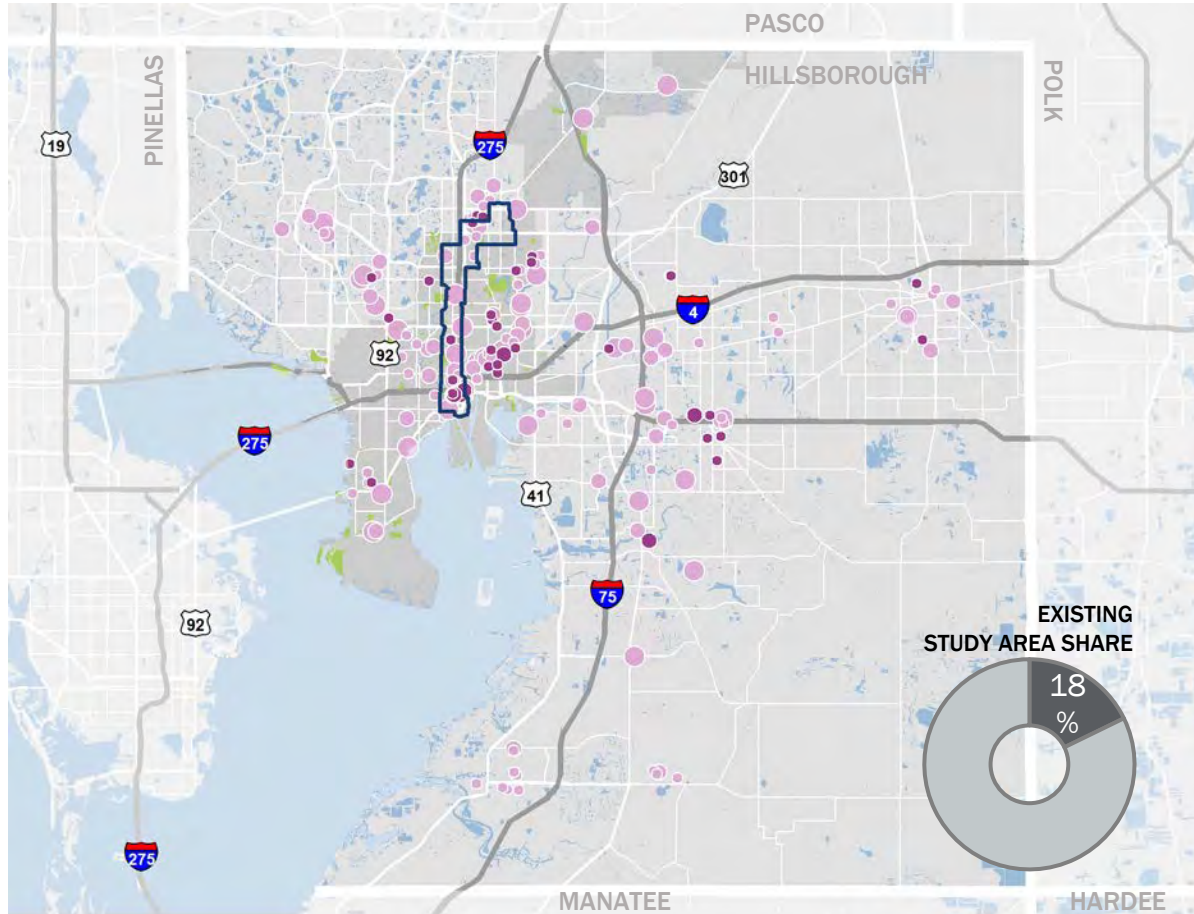 PASCO
HILLSBOROUGH
PINELLAS
POLK
19
275
301
4
92
275
41
75
92
EXISTING
STUDY AREA SHARE
18
%
275
MANATEE
HARDEE